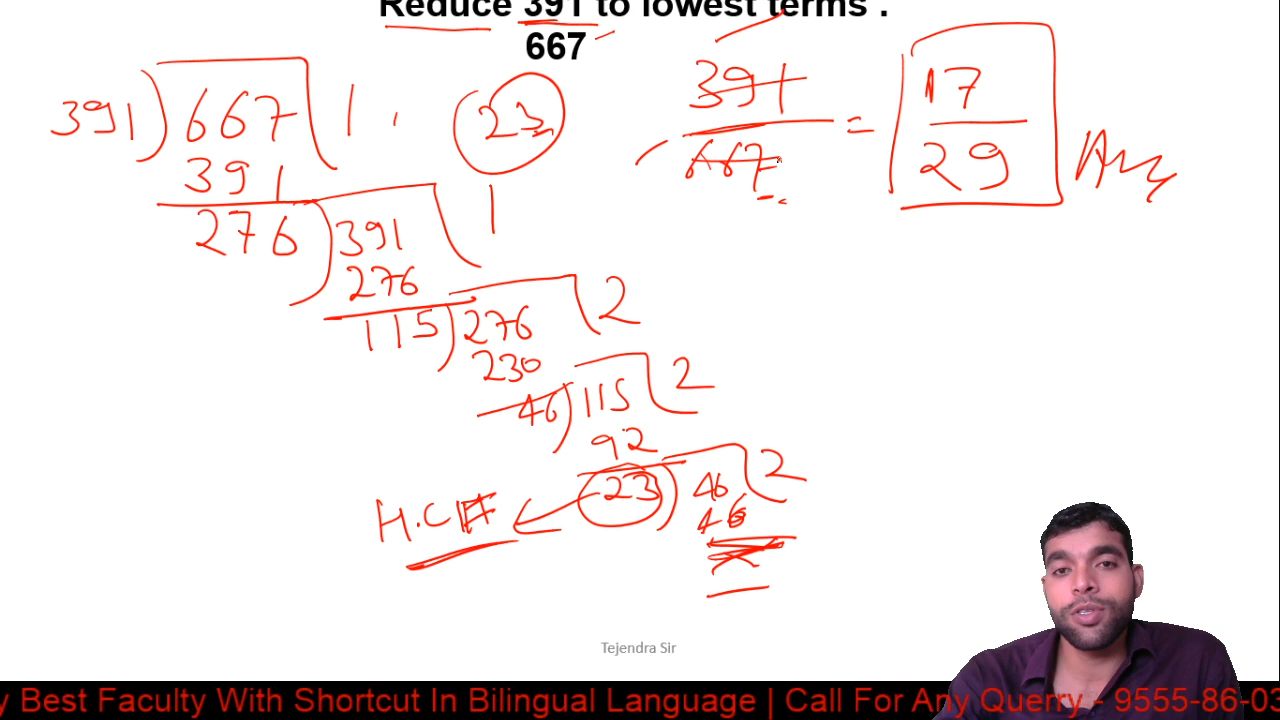 Reduce 391 to lowest terms .
667
391) 667 ( 1
391
276) 391 ( 1
276
115) 276 ( 2
230
46) 115 ( 2
92
23) 46 ( 2
46
H.C.F
23
391/667 = 17/29 Ans
Tejendra Sir
y Best Faculty With Shortcut In Bilingual Language | Call For Any Querry - 9555-86-03